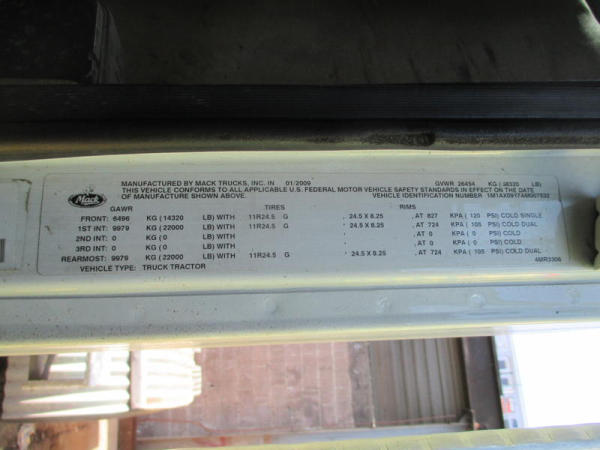 MANUFACTURED BY MACK TRUCKS, INC. IN 01/2009 GVWR 26454 KG ( 58320 LB)
THIS VEHICLE CONFORMS TO ALL APPLICABLE U.S. FEDERAL MOTOR VEHICLE SAFETY STANDARDS IN EFFECT ON THE DATE
OF MANUFACTURE SHOWN ABOVE. VEHICLE IDENTIFICATION NUMBER
Mack
GAWR TIRES RIMS
FRONT: 6496 KG (14320 LB) WITH 11R24.5 G , 24.5 X 8.25 , AT 827 KPA ( 120 PSI) COLD SINGLE
1ST INT: 9979 KG (22000 LB) WITH 11R24.5 G , 24.5 X 8.25 , AT 724 KPA ( 105 PSI) COLD DUAL
2ND INT: 0 KG (0 LB) WITH , , AT 0 KPA ( 0 PSI) COLD
3RD INT: 0 KG (0 LB) WITH , , AT 0 KPA ( 0 PSI) COLD
REARMOST: 9979 KG (22000 LB) WITH 11R24.5 G , 24.5 X 8.25 , AT 724 KPA ( 105 PSI) COLD DUAL
VEHICLE TYPE: TRUCK TRACTOR 4MR3306